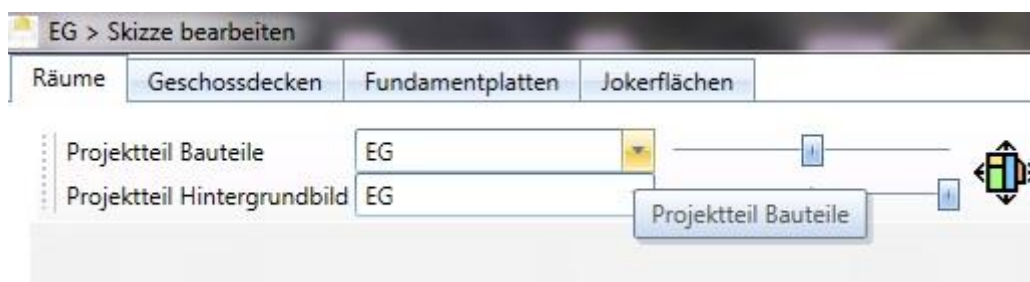 EG > Skizze bearbeiten
Räume Geschossdecken Fundamentplatten Jokerflächen
Projektteil Bauteile EG
Projektteil Hintergrundbild EG
Projektteil Bauteile